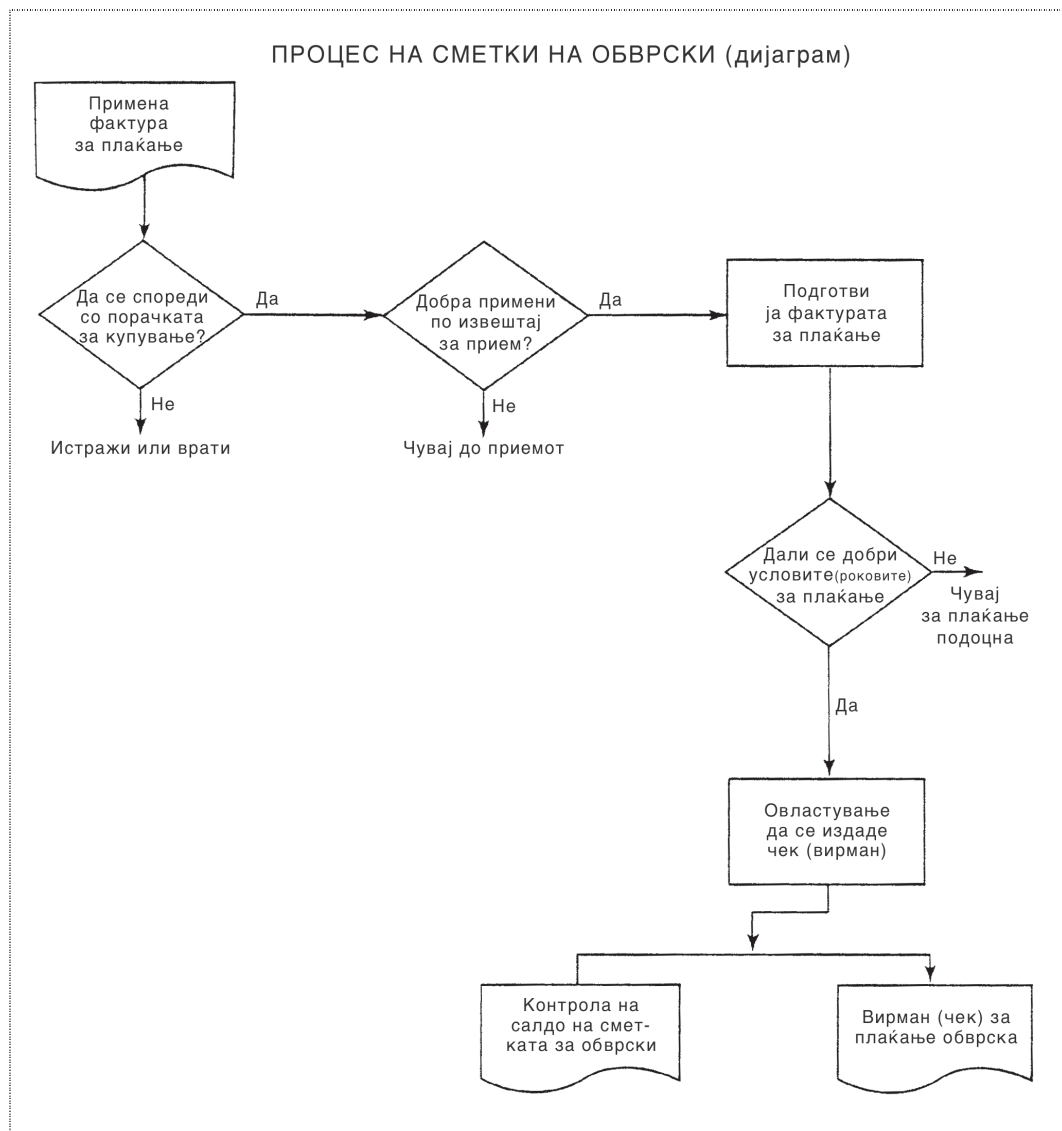 ПРОЦЕС НА СМЕТКИ НА ОБВРСКИ (дијаграм)
Примена
фактура
за плаќање
Да се спореди
со порачката
за купување?
Да
Не
Истражи или врати
Добра примени
по извештај
за прием?
Да
Не
Чувај до приемот
Подготви
ја фактурата
за плаќање
Дали се добри
условите(роковите)
за плаќање
Не
Чувај
за плаќање
подоцна
Да
Овластување
да се издаде
чек (вирман)
Контрола на
салдо на смет-
ката за обврски
Вирман (чек) за
плаќање обврска